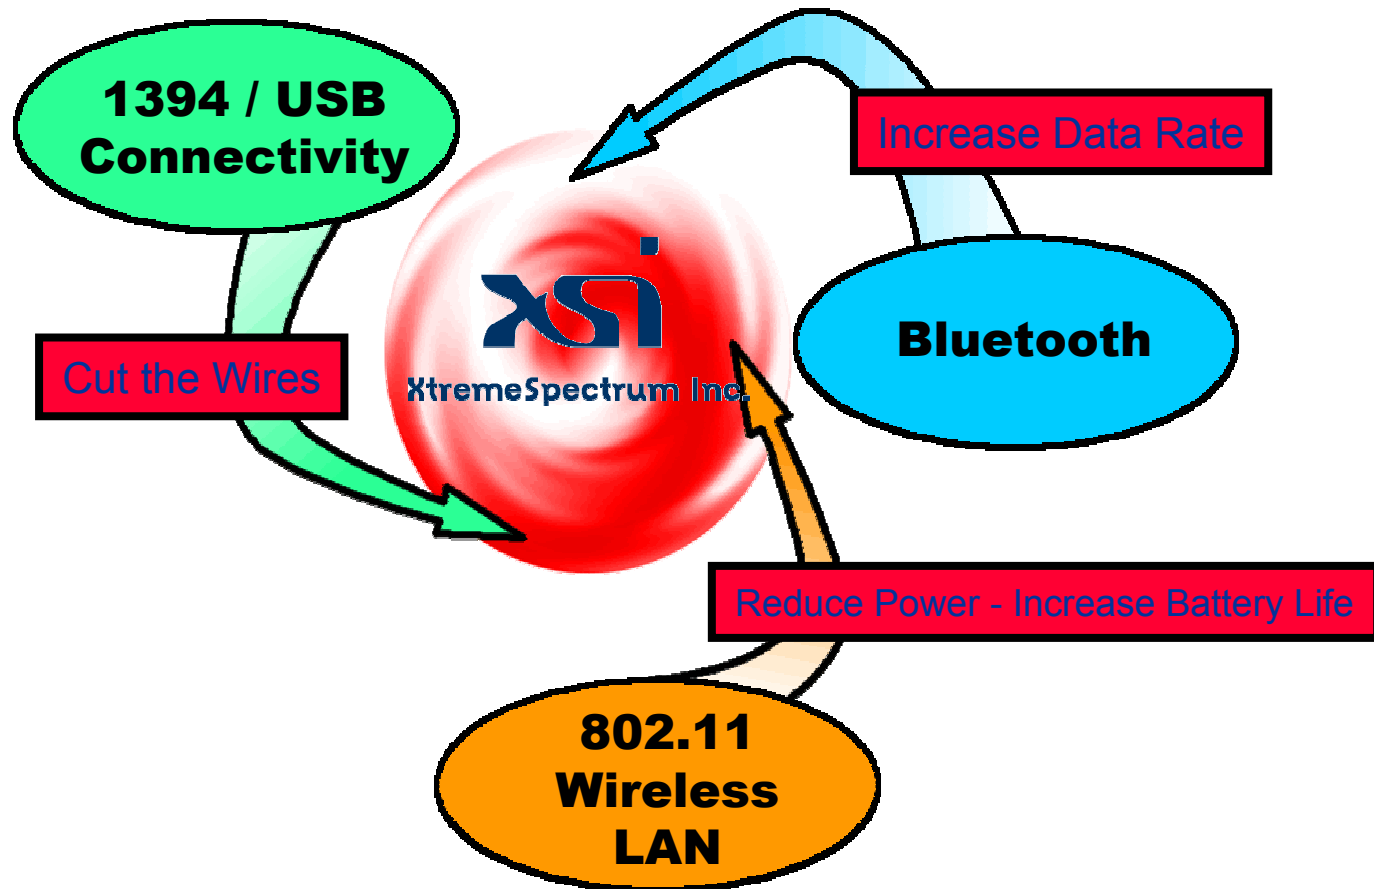 1394 / USB
Connectivity
Increase Data Rate
xsi
XtremeSpectrum Inc.
Bluetooth
Cut the Wires
Reduce Power - Increase Battery Life
802.11
Wireless
LAN